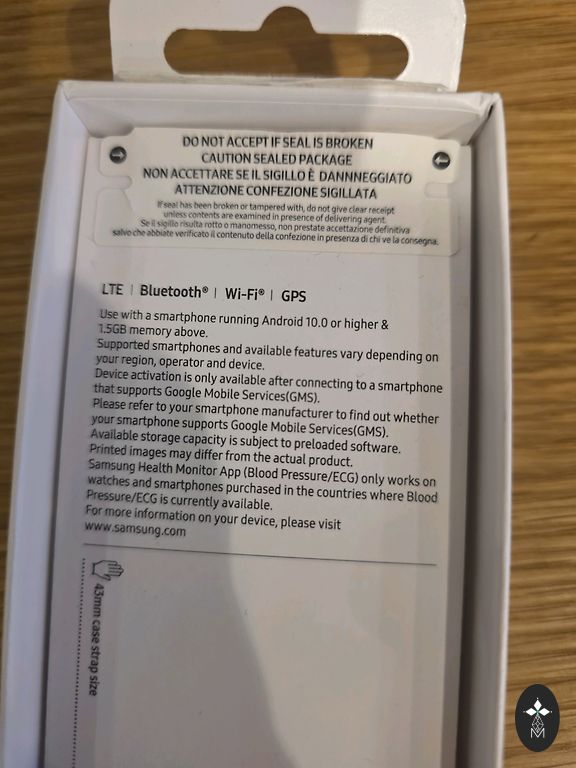 DO NOT ACCEPT IF SEAL IS BROKEN
CAUTION SEALED PACKAGE
NON ACCETTARE SE IL SIGILLO È DANNNEGGIATO
ATTENZIONE CONFEZIONE SIGILLATA
If seal has been broken or tampered with, do not give clear receipt
unless contents are examined in presence of delivering agent.
Se il sigillo risulta rotto o manomesso, non prestate accettazione definitiva
salvo che abbiate verificato il contenuto della confezione in presenza di chi ve la consegna.
LTE | Bluetooth® | Wi-Fi® | GPS
Use with a smartphone running Android 10.0 or higher &
1.5GB memory above.
Supported smartphones and available features vary depending on
your region, operator and device.
Device activation is only available after connecting to a smartphone
that supports Google Mobile Services(GMS).
Please refer to your smartphone manufacturer to find out whether
your smartphone supports Google Mobile Services(GMS).
Available storage capacity is subject to preloaded software.
Printed images may differ from the actual product.
Samsung Health Monitor App (Blood Pressure/ECG) only works on
watches and smartphones purchased in the countries where Blood
Pressure/ECG is currently available.
For more information on your device, please visit
www.samsung.com
43mm case strap size
M